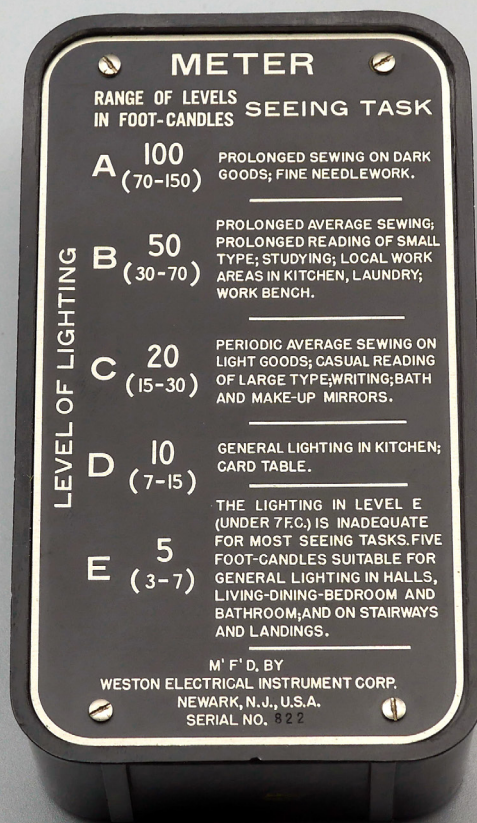 METER
RANGE OF LEVELS
IN FOOT-CANDLES
SEEING TASK
LEVEL OF LIGHTING
A 100
(70-150)
PROLONGED SEWING ON DARK
GOODS; FINE NEEDLEWORK.
B 50
(30-70)
PROLONGED AVERAGE SEWING;
PROLONGED READING OF SMALL
TYPE; STUDYING; LOCAL WORK
AREAS IN KITCHEN, LAUNDRY;
WORK BENCH.
C 20
(15-30)
PERIODIC AVERAGE SEWING ON
LIGHT GOODS; CASUAL READING
OF LARGE TYPE;WRITING;BATH
AND MAKE-UP MIRRORS.
D 10
(7-15)
GENERAL LIGHTING IN KITCHEN;
CARD TABLE.
E 5
(3-7)
THE LIGHTING IN LEVEL E
(UNDER 7F.C.) IS INADEQUATE
FOR MOST SEEING TASKS.FIVE
FOOT-CANDLES SUITABLE FOR
GENERAL LIGHTING IN HALLS,
LIVING-DINING-BEDROOM AND
BATHROOM;AND ON STAIRWAYS
AND LANDINGS.
M'F'D. BY
WESTON ELECTRICAL INSTRUMENT CORP.
NEWARK, N.J., U.S.A.
SERIAL NO. 822